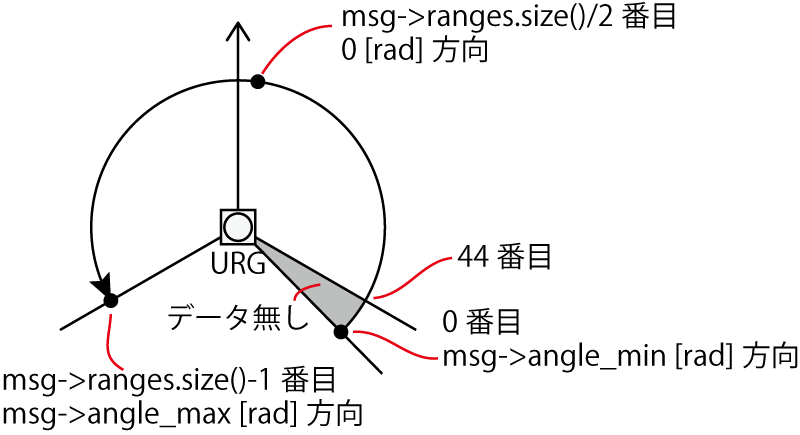 msg->ranges.size()/2 番目
0 [rad] 方向
URG
44 番目
データ無し
0 番目
msg->angle_min [rad] 方向
msg->ranges.size()-1 番目
msg->angle_max [rad] 方向